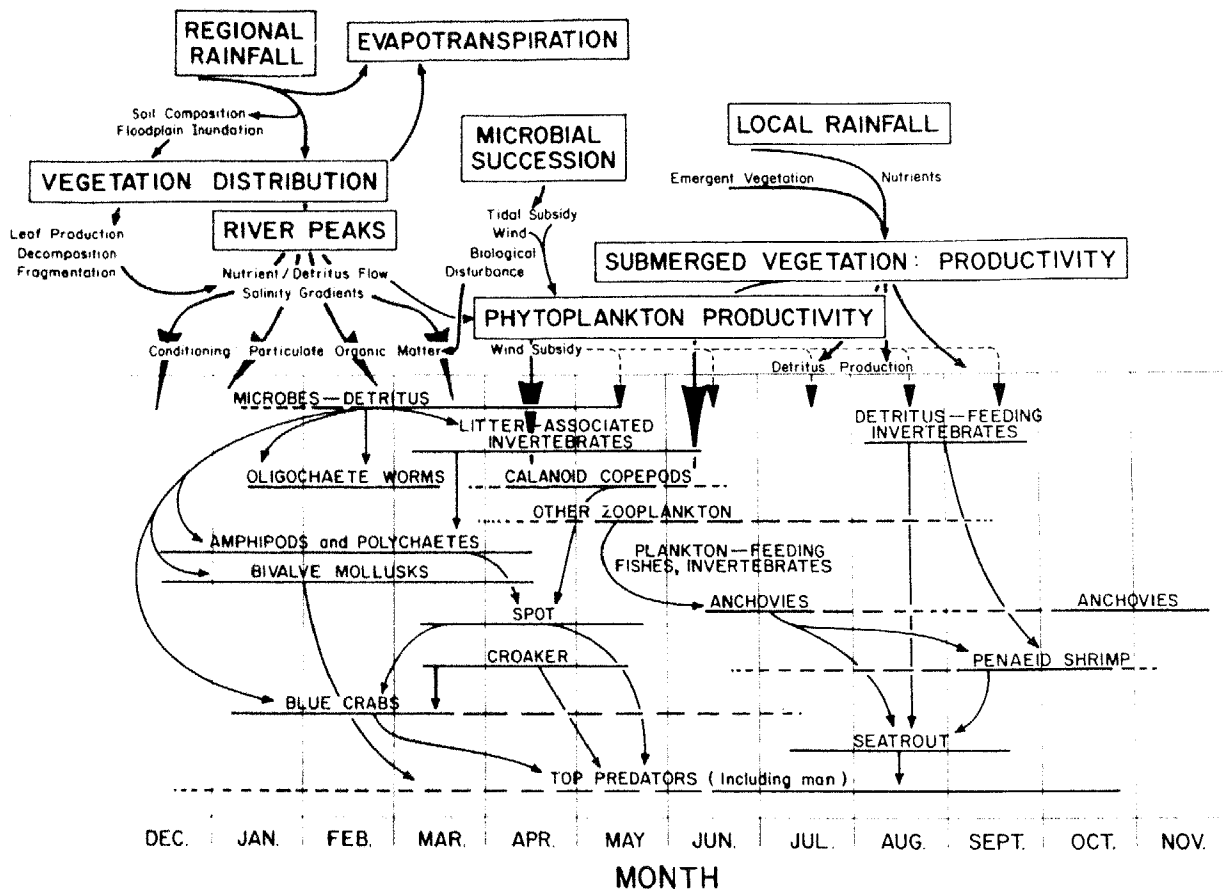 REGIONAL
RAINFALL
EVAPOTRANSPIRATION
Soil Composition
Floodplain Inundation
MICROBIAL
SUCCESSION
LOCAL RAINFALL
VEGETATION DISTRIBUTION
Emergent Vegetation
Nutrients
Leaf Production
Decomposition
Fragmentation
RIVER PEAKS
Tidal Subsidy
Wind
Biological
Disturbance
Nutrient/Detritus Flow
Salinity Gradients
SUBMERGED VEGETATION: PRODUCTIVITY
PHYTOPLANKTON PRODUCTIVITY
Conditioning Particulate Organic Matter
Wind Subsidy
Detritus Production
MICROBES—DETRITUS
LITTER-ASSOCIATED
INVERTEBRATES
DETRITUS—FEEDING
INVERTEBRATES
OLIGOCHAETE WORMS
CALANOID COPEPODS
OTHER ZOOPLANKTON
AMPHIPODS and POLYCHAETES
PLANKTON—FEEDING
FISHES, INVERTEBRATES
BIVALVE MOLLUSKS
ANCHOVIES
ANCHOVIES
SPOT
CROAKER
PENAEID SHRIMP
BLUE CRABS
SEATROUT
TOP PREDATORS (Including man)
DEC. JAN. FEB. MAR. APR. MAY JUN. JUL. AUG. SEPT. OCT. NOV.
MONTH